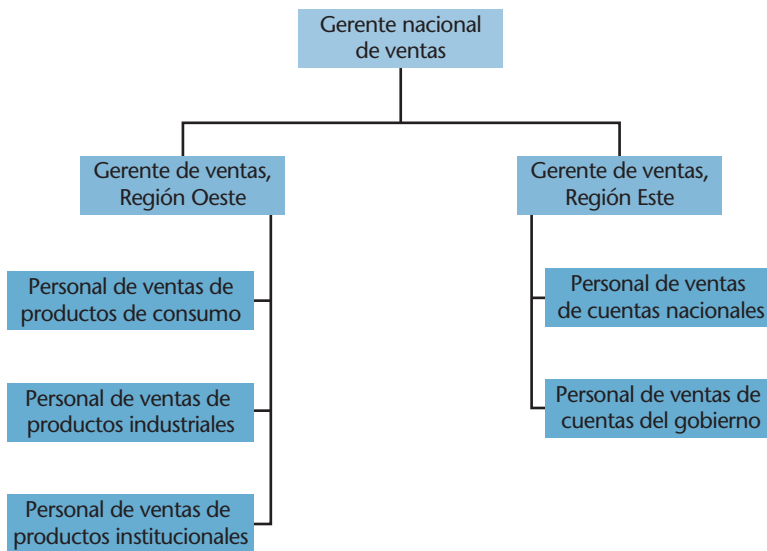 Gerente nacional
de ventas
Gerente de ventas,
Región Oeste
Gerente de ventas,
Región Este
Personal de ventas de
productos de consumo
Personal de ventas
de cuentas nacionales
Personal de ventas de
productos industriales
Personal de ventas de
cuentas del gobierno
Personal de ventas de
productos institucionales